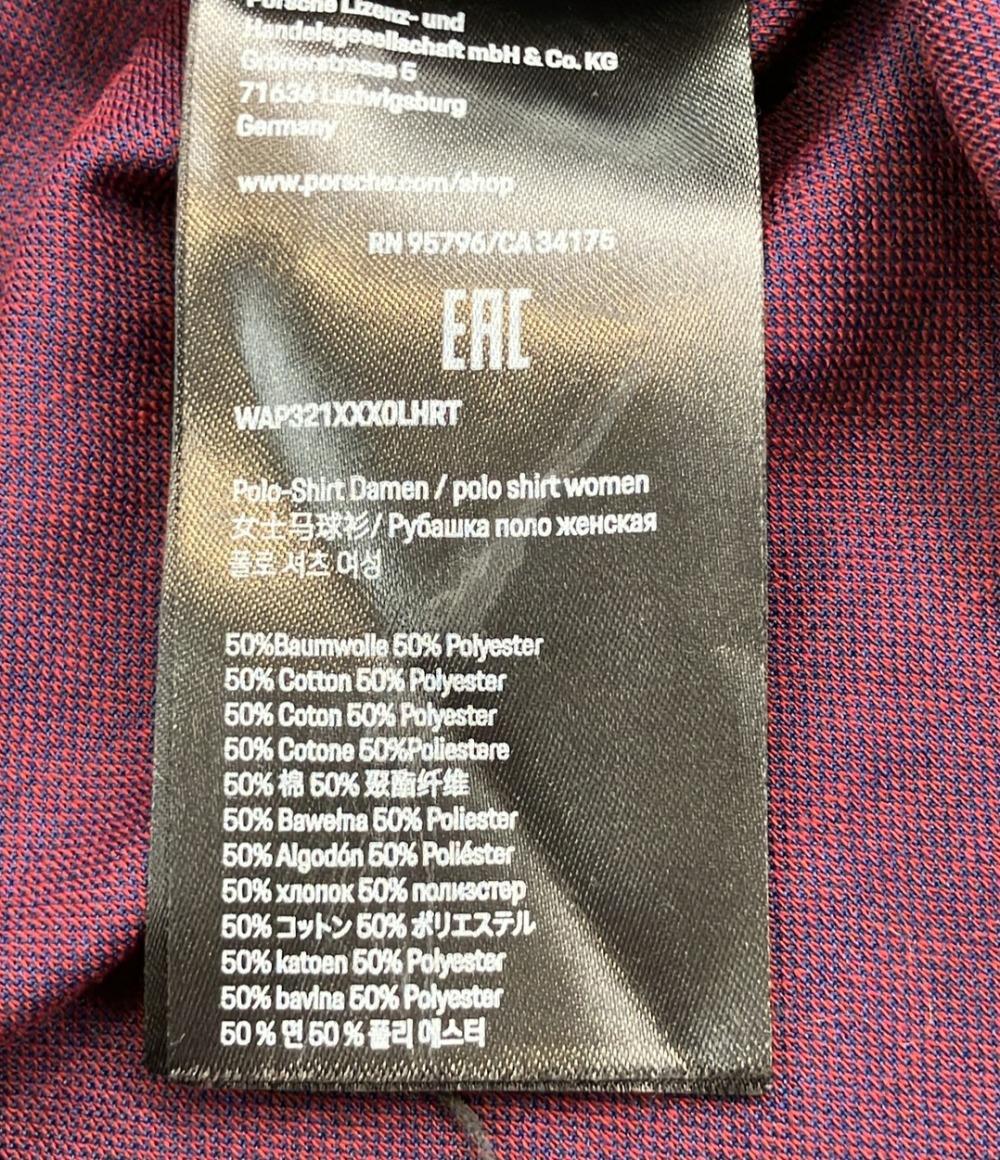 Porsche Lizenz- und
Handelsgesellschaft mbH & Co. KG
Grönerstrasse 5
71636 Ludwigsburg
Germany
www.porsche.com/shop
RN 95796/CA 34175
EAC
WAP321XXX0LHRT
Polo-Shirt Damen / polo shirt women
女士马球衫/ Рубашка поло женская
폴로 셔츠 여성
50%Baumwolle 50% Polyester
50% Cotton 50% Polyester
50% Coton 50% Polyester
50% Cotone 50%Poliestere
50% 棉 50% 聚酯纤维
50% Bawełna 50% Poliester
50% Algodón 50% Poliéster
50% хлопок 50% полиэстер
50% コットン 50% ポリエステル
50% katoen 50% Polyester
50% bavlna 50% Polyester
50 % 면 50 % 폴리 에스터